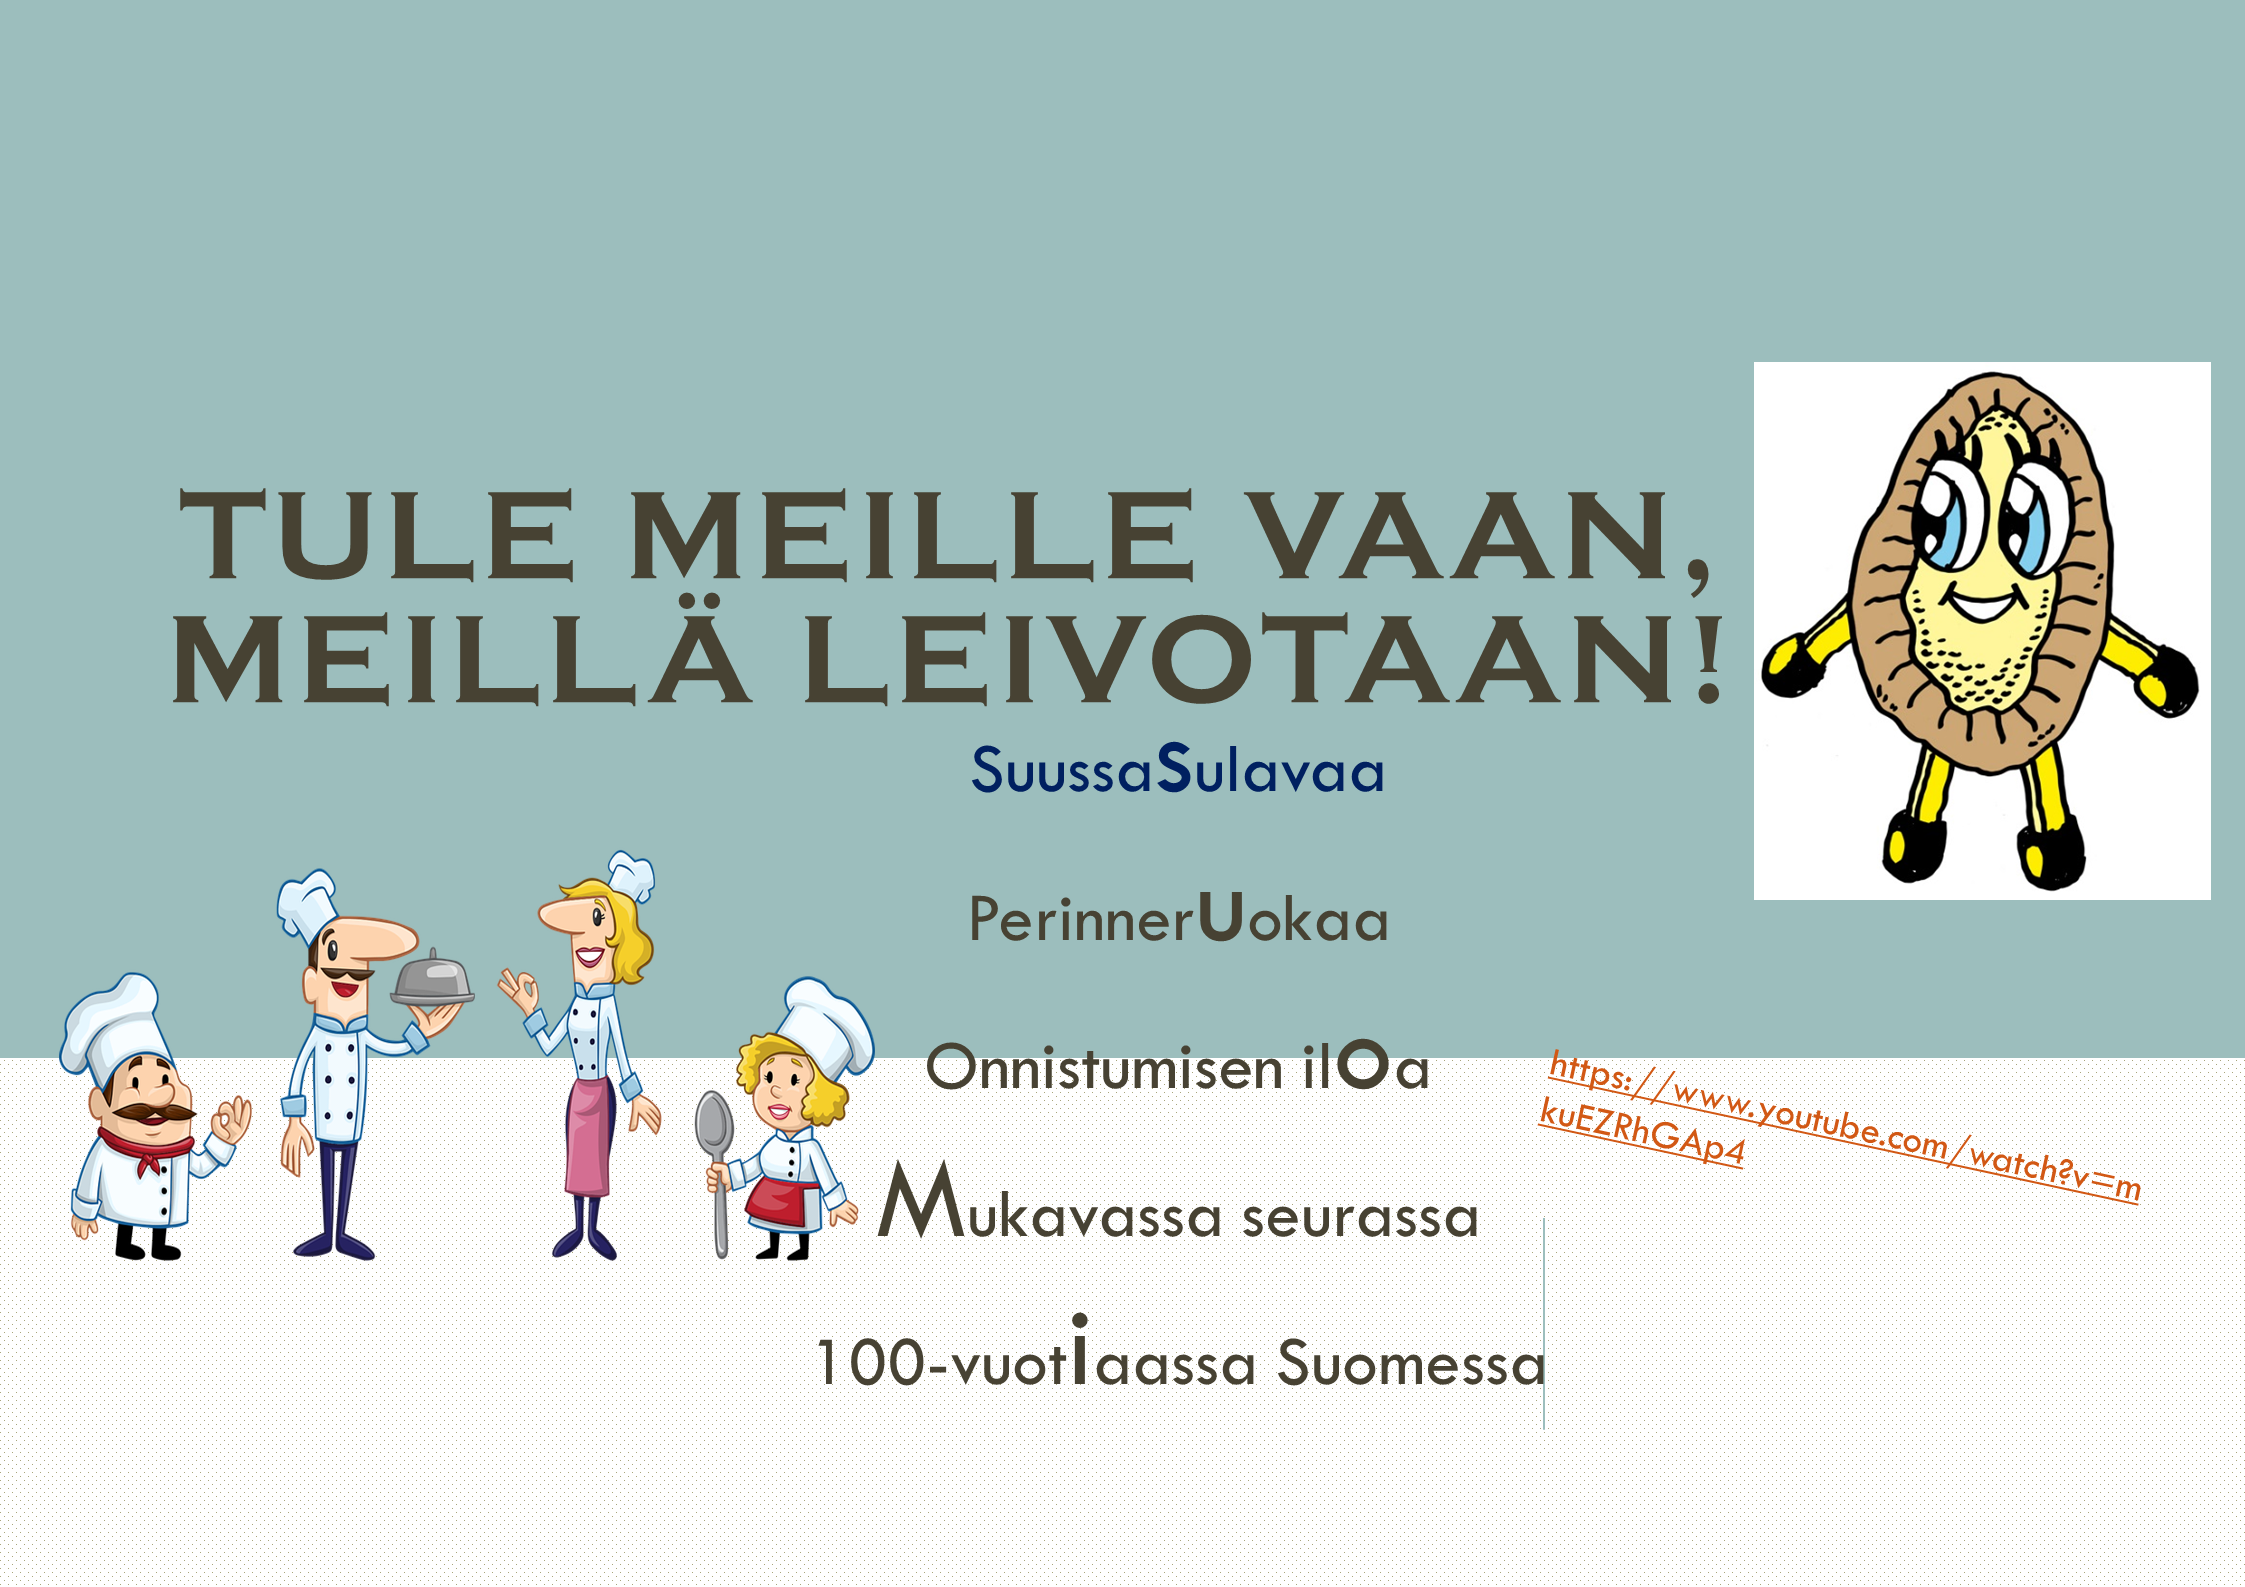 TULE MEILLE VAAN,
MEILLÄ LEIVOTAAN!
SuussaSulavaa
PerinnerUokaa
Onnistumisen ilOa
https://www.youtube.com/watch?v=m
kuEZRhGAp4
Mukavassa seurassa
100-vuotiaassa Suomessa